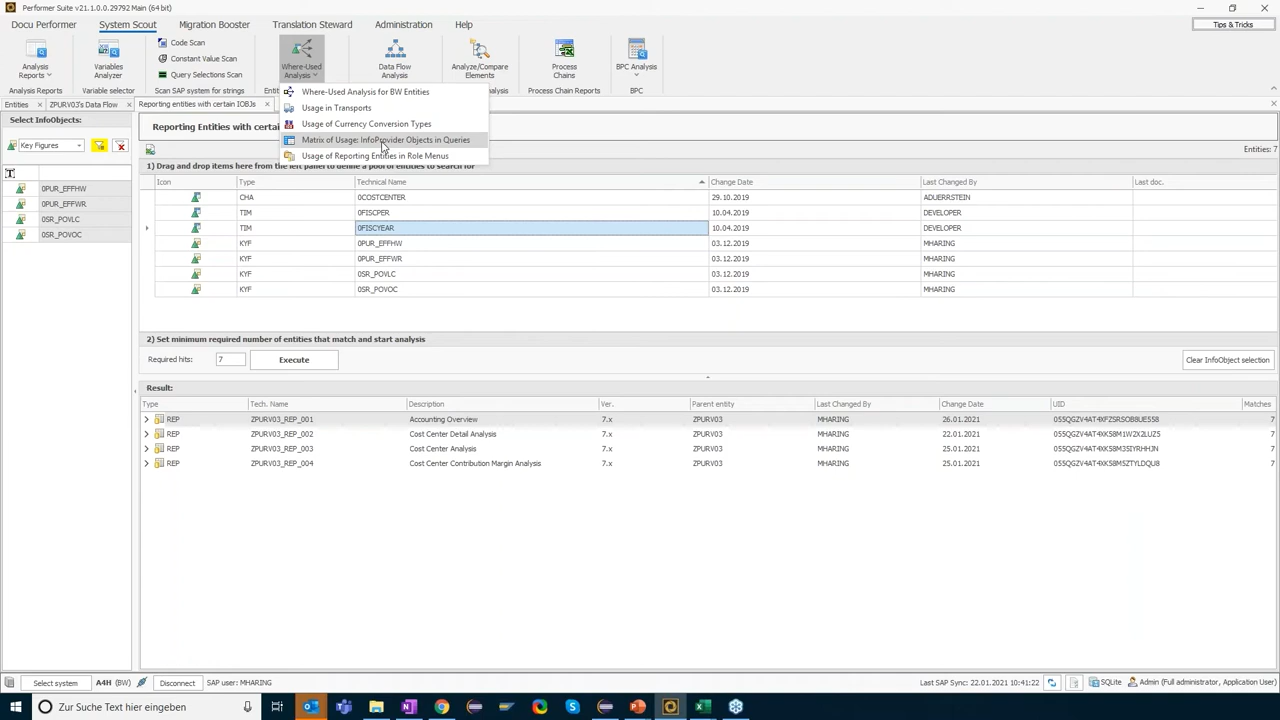 Performer Suite v21.1.0.0.29792 Main (64 bit)
Docu Performer System Scout Migration Booster Translation Steward Administration Help Tips & Tricks
Analysis Reports Variables Analyzer Code Scan Constant Value Scan Query Selections Scan Where-Used Analysis Data Flow Analysis Analyze/Compare Elements Process Chains BPC Analysis
Analysis Reports Variable selector Scan SAP system for strings Process Chain Reports BPC
Where-Used Analysis for BW Entities
Usage in Transports
Usage of Currency Conversion Types
Matrix of Usage: InfoProvider Objects in Queries
Usage of Reporting Entities in Role Menus
Entities ZPURV03's Data Flow Reporting entities with certain IOBJs
Select InfoObjects: Reporting Entities with certain
Key Figures Entities: 7
1) Drag and drop items here from the left panel to define a pool of entities to search for
Icon Type Technical Name Change Date Last Changed By Last doc.
0PUR_EFFHW
0PUR_EFFWR
0SR_POVLC
0SR_POVOC
CHA 0COSTCENTER 29.10.2019 ADUERRSTEIN
TIM 0FISCPER 10.04.2019 DEVELOPER
TIM 0FISCYEAR 10.04.2019 DEVELOPER
KYF 0PUR_EFFHW 03.12.2019 MHARING
KYF 0PUR_EFFWR 03.12.2019 MHARING
KYF 0SR_POVLC 03.12.2019 MHARING
KYF 0SR_POVOC 03.12.2019 MHARING
2) Set minimum required number of entities that match and start analysis
Required hits: 7 Execute Clear InfoObject selection
Result:
Type Tech. Name Description Ver. Parent entity Last Changed By Change Date UID Matches
REP ZPURV03_REP_001 Accounting Overview 7.x ZPURV03 MHARING 26.01.2021 7
REP ZPURV03_REP_002 Cost Center Detail Analysis 7.x ZPURV03 MHARING 22.01.2021 7
REP ZPURV03_REP_003 Cost Center Analysis 7.x ZPURV03 MHARING 25.01.2021 7
REP ZPURV03_REP_004 Cost Center Contribution Margin Analysis 7.x ZPURV03 MHARING 25.01.2021 7
Select system A4H (BW) Disconnect SAP user: MHARING Last SAP Sync: 22.01.2021 10:41:22 SQLite Admin (Full administrator, Application User)
Zur Suche Text hier eingeben